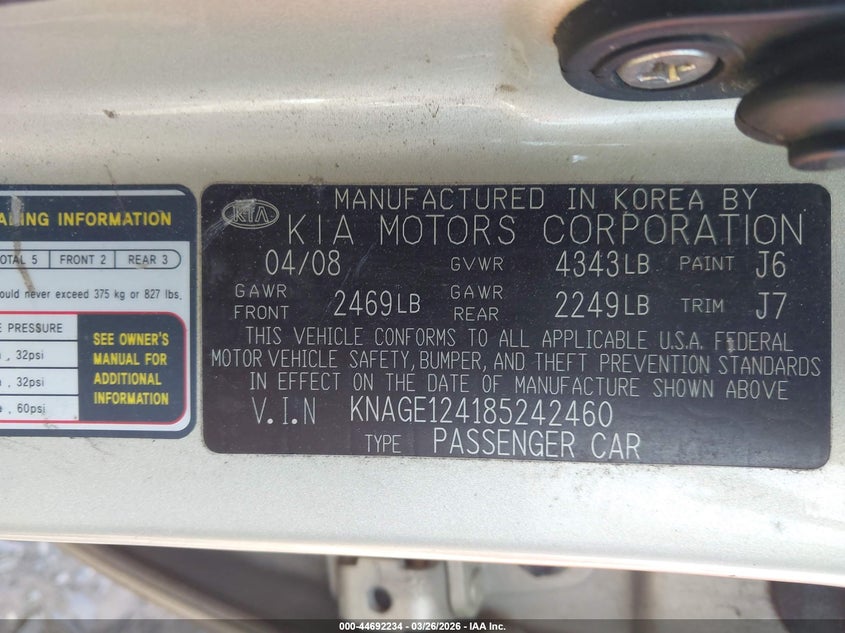 ADING INFORMATION
OTAL 5 FRONT 2 REAR 3
ould never exceed 375 kg or 827 lbs.
E PRESSURE
, 32psi
, 32psi
, 60psi
SEE OWNER'S
MANUAL FOR
ADDITIONAL
INFORMATION
KIA
MANUFACTURED IN KOREA BY
KIA MOTORS CORPORATION
04/08 GVWR 4343LB PAINT J6
GAWR FRONT 2469LB GAWR REAR 2249LB TRIM J7
THIS VEHICLE CONFORMS TO ALL APPLICABLE U.S.A. FEDERAL
MOTOR VEHICLE SAFETY, BUMPER, AND THEFT PREVENTION STANDARDS
IN EFFECT ON THE DATE OF MANUFACTURE SHOWN ABOVE
V.I.N KNAGE124185242460
TYPE PASSENGER CAR
000-44692234 - 03/26/2026 - IAA Inc.